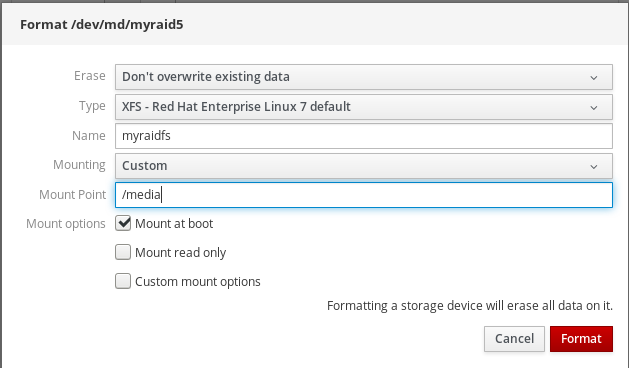 Format /dev/md/myraid5
Erase Don't overwrite existing data
Type XFS - Red Hat Enterprise Linux 7 default
Name myraidfs
Mounting Custom
Mount Point /media
Mount options Mount at boot
Mount read only
Custom mount options
Formatting a storage device will erase all data on it.
Cancel Format